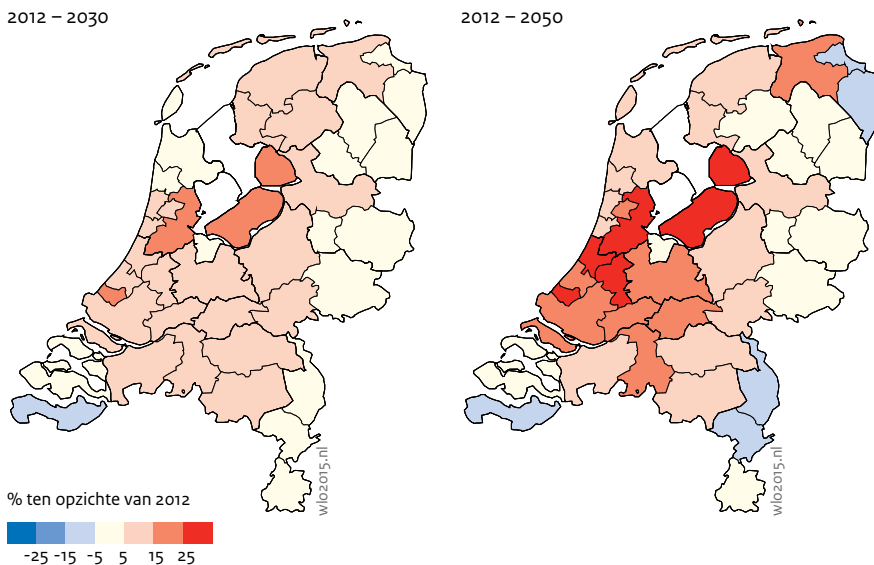 2012 – 2030
2012 – 2050
wlo2015.nl
wlo2015.nl
% ten opzichte van 2012
-25 -15 -5 5 15 25